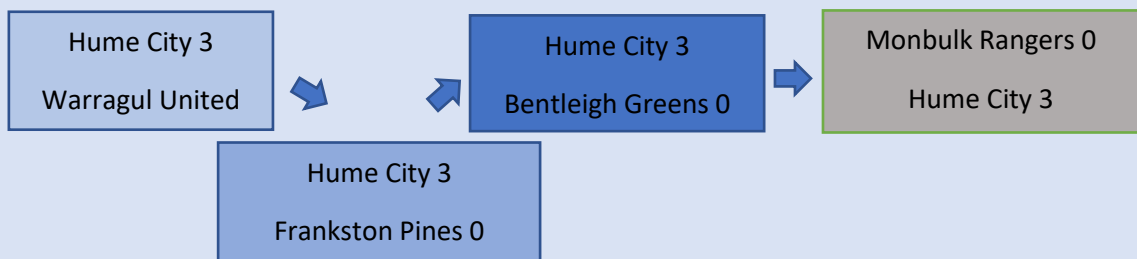 Hume City 3
Warragul United
Hume City 3
Frankston Pines 0
Hume City 3
Bentleigh Greens 0
Monbulk Rangers 0
Hume City 3